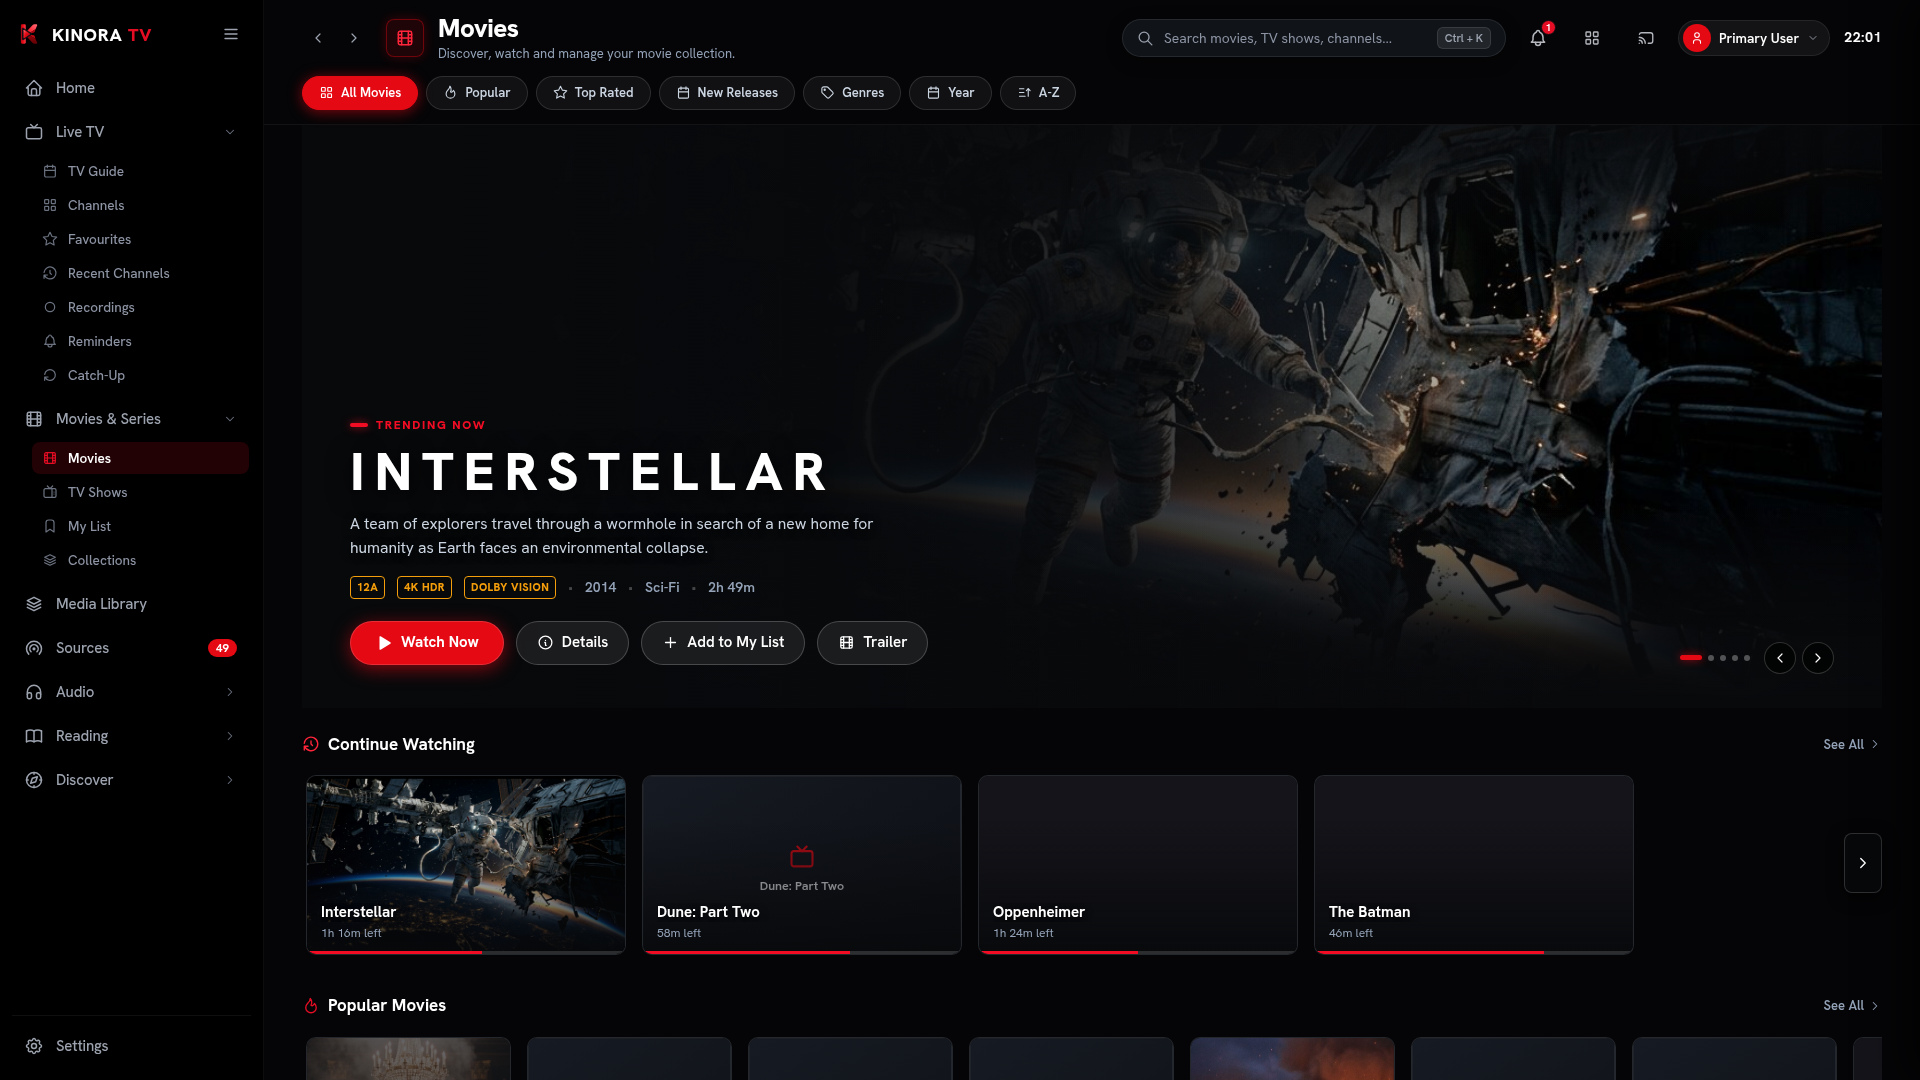 KINORA TV
Home
Live TV
TV Guide
Channels
Favourites
Recent Channels
Recordings
Reminders
Catch-Up
Movies & Series
Movies
TV Shows
My List
Collections
Media Library
Sources 49
Audio
Reading
Discover
Settings
Movies
Discover, watch and manage your movie collection.
Search movies, TV shows, channels... Ctrl + K
1
Primary User
22:01
All Movies Popular Top Rated New Releases Genres Year A-Z
TRENDING NOW
INTERSTELLAR
A team of explorers travel through a wormhole in search of a new home for
humanity as Earth faces an environmental collapse.
12A 4K HDR DOLBY VISION • 2014 • Sci-Fi • 2h 49m
Watch Now Details Add to My List Trailer
Continue Watching See All
Interstellar
1h 16m left
Dune: Part Two
Dune: Part Two
58m left
Oppenheimer
1h 24m left
The Batman
46m left
Popular Movies See All